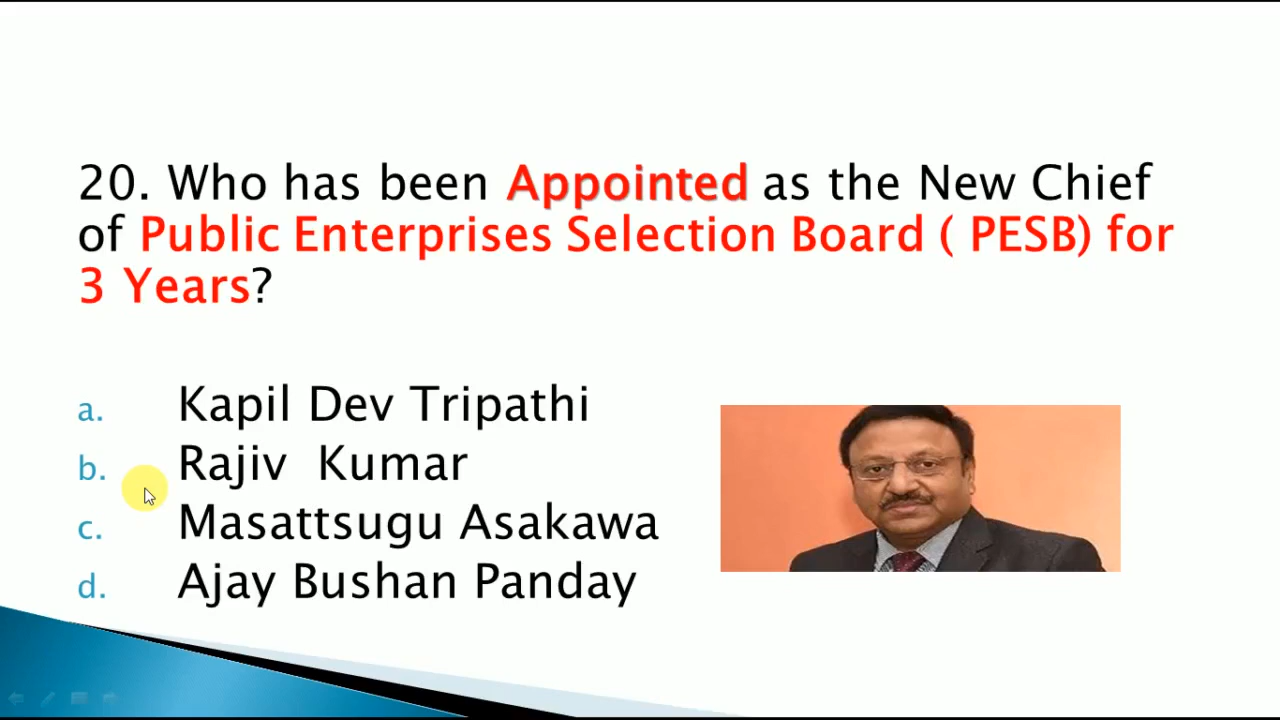 20. Who has been Appointed as the New Chief
of Public Enterprises Selection Board ( PESB) for
3 Years?
a. Kapil Dev Tripathi
b. Rajiv Kumar
c. Masattsugu Asakawa
d. Ajay Bushan Panday